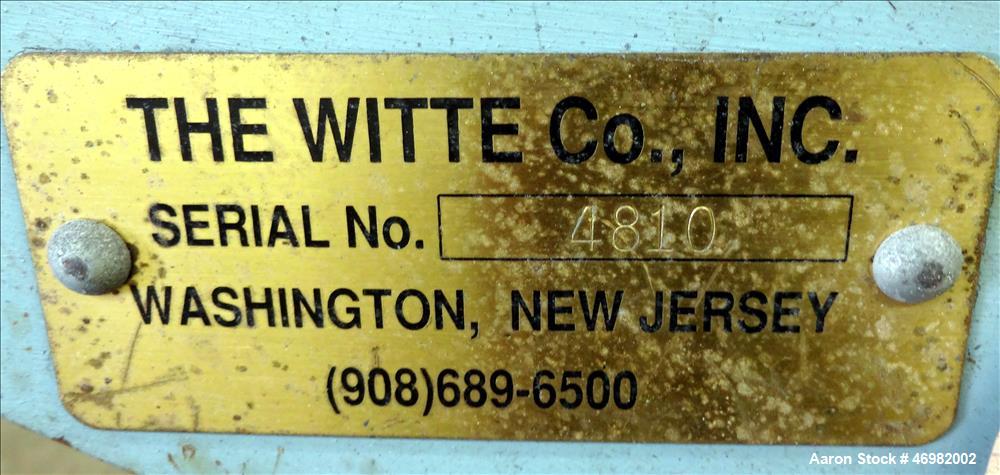 THE WITTE Co., INC.
SERIAL No. 4810
WASHINGTON, NEW JERSEY
(908)689-6500
Aaron Stock # 46982002